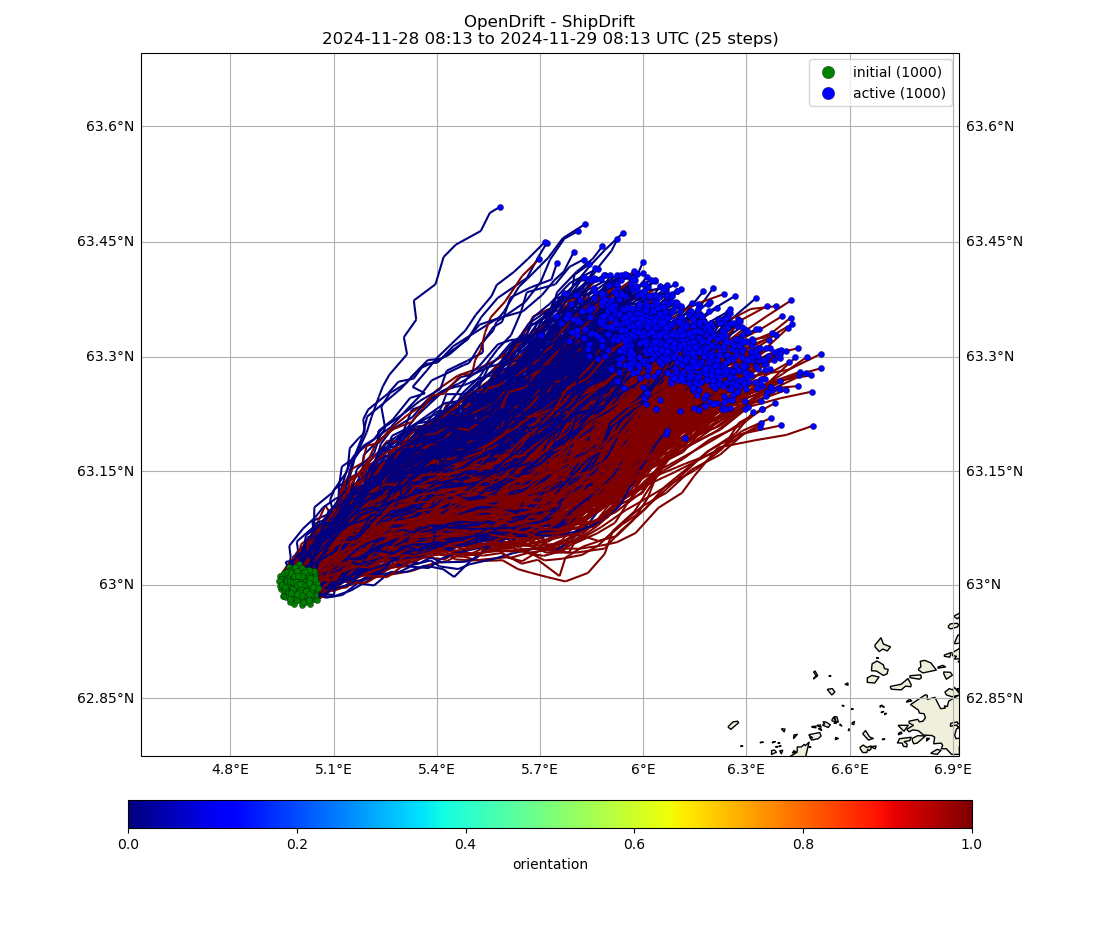 OpenDrift - ShipDrift
2024-11-28 08:13 to 2024-11-29 08:13 UTC (25 steps)
initial (1000)
active (1000)
63.6°N
63.6°N
63.45°N
63.45°N
63.3°N
63.3°N
63.15°N
63.15°N
63°N
63°N
62.85°N
62.85°N
4.8°E
5.1°E
5.4°E
5.7°E
6°E
6.3°E
6.6°E
6.9°E
0.0
0.2
0.4
0.6
0.8
1.0
orientation